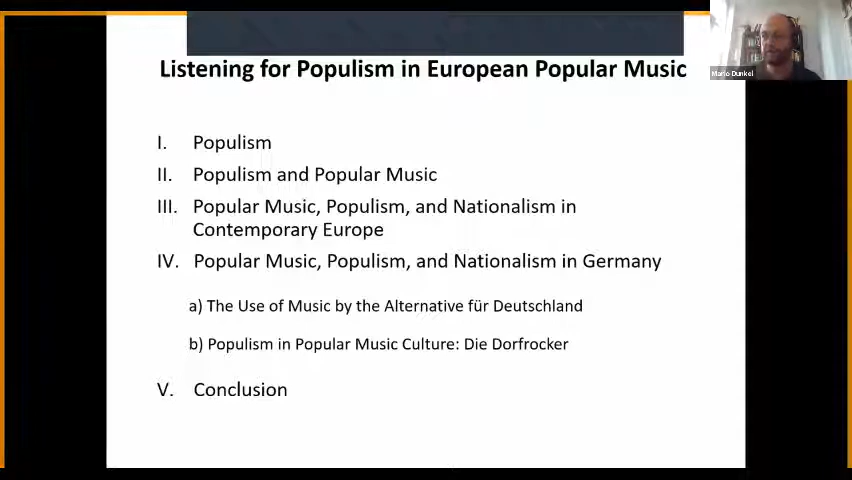 Listening for Populism in European Popular Music
Mario Dunkel
I. Populism
II. Populism and Popular Music
III. Popular Music, Populism, and Nationalism in
Contemporary Europe
IV. Popular Music, Populism, and Nationalism in Germany
a) The Use of Music by the Alternative für Deutschland
b) Populism in Popular Music Culture: Die Dorfrocker
V. Conclusion